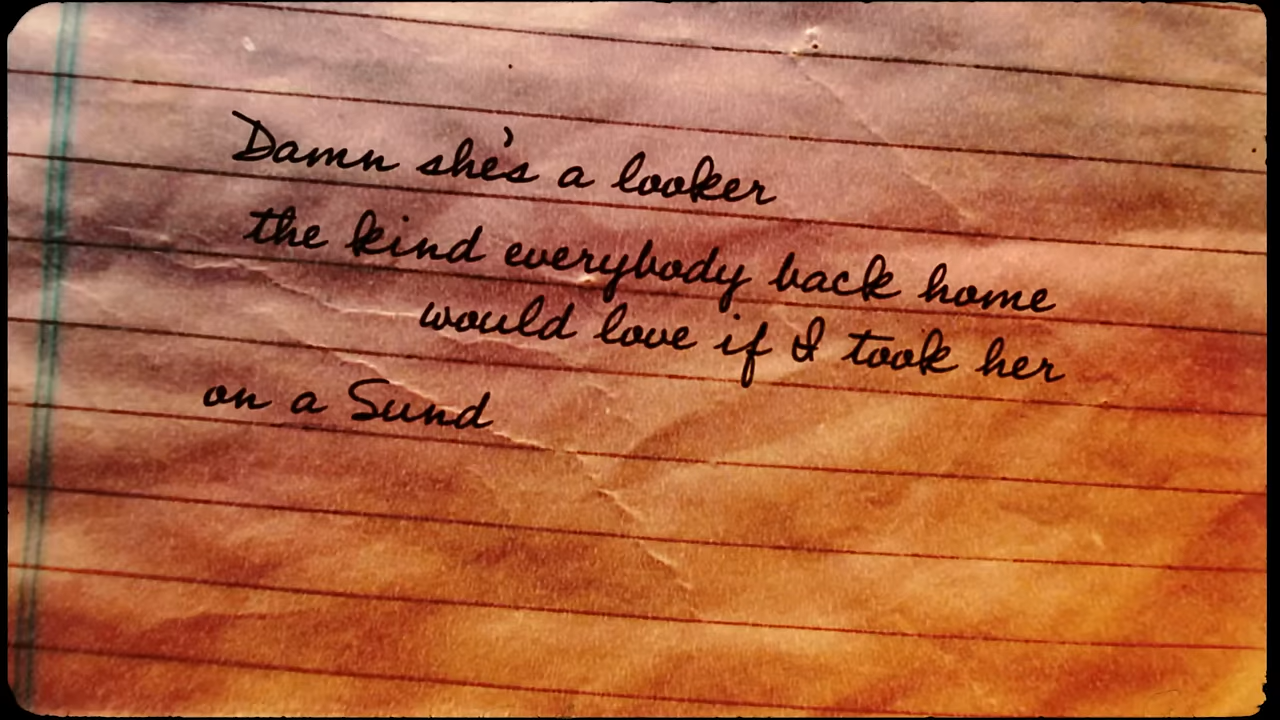 Damn she's a looker
the kind everybody back home
would love if I took her
on a Sund